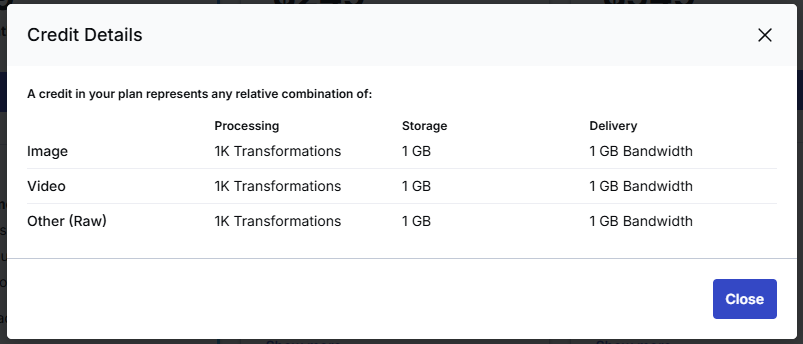 Credit Details
A credit in your plan represents any relative combination of:
Processing Storage Delivery
Image 1K Transformations 1 GB 1 GB Bandwidth
Video 1K Transformations 1 GB 1 GB Bandwidth
Other (Raw) 1K Transformations 1 GB 1 GB Bandwidth
Close